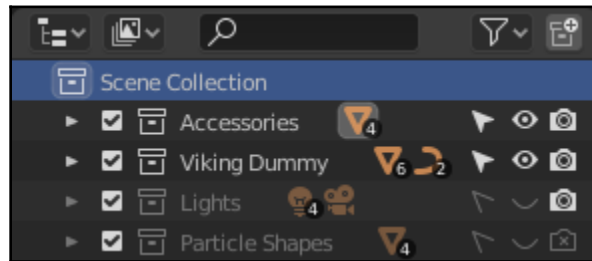 Scene Collection
Accessories 4
Viking Dummy 6 2
Lights 4
Particle Shapes 4